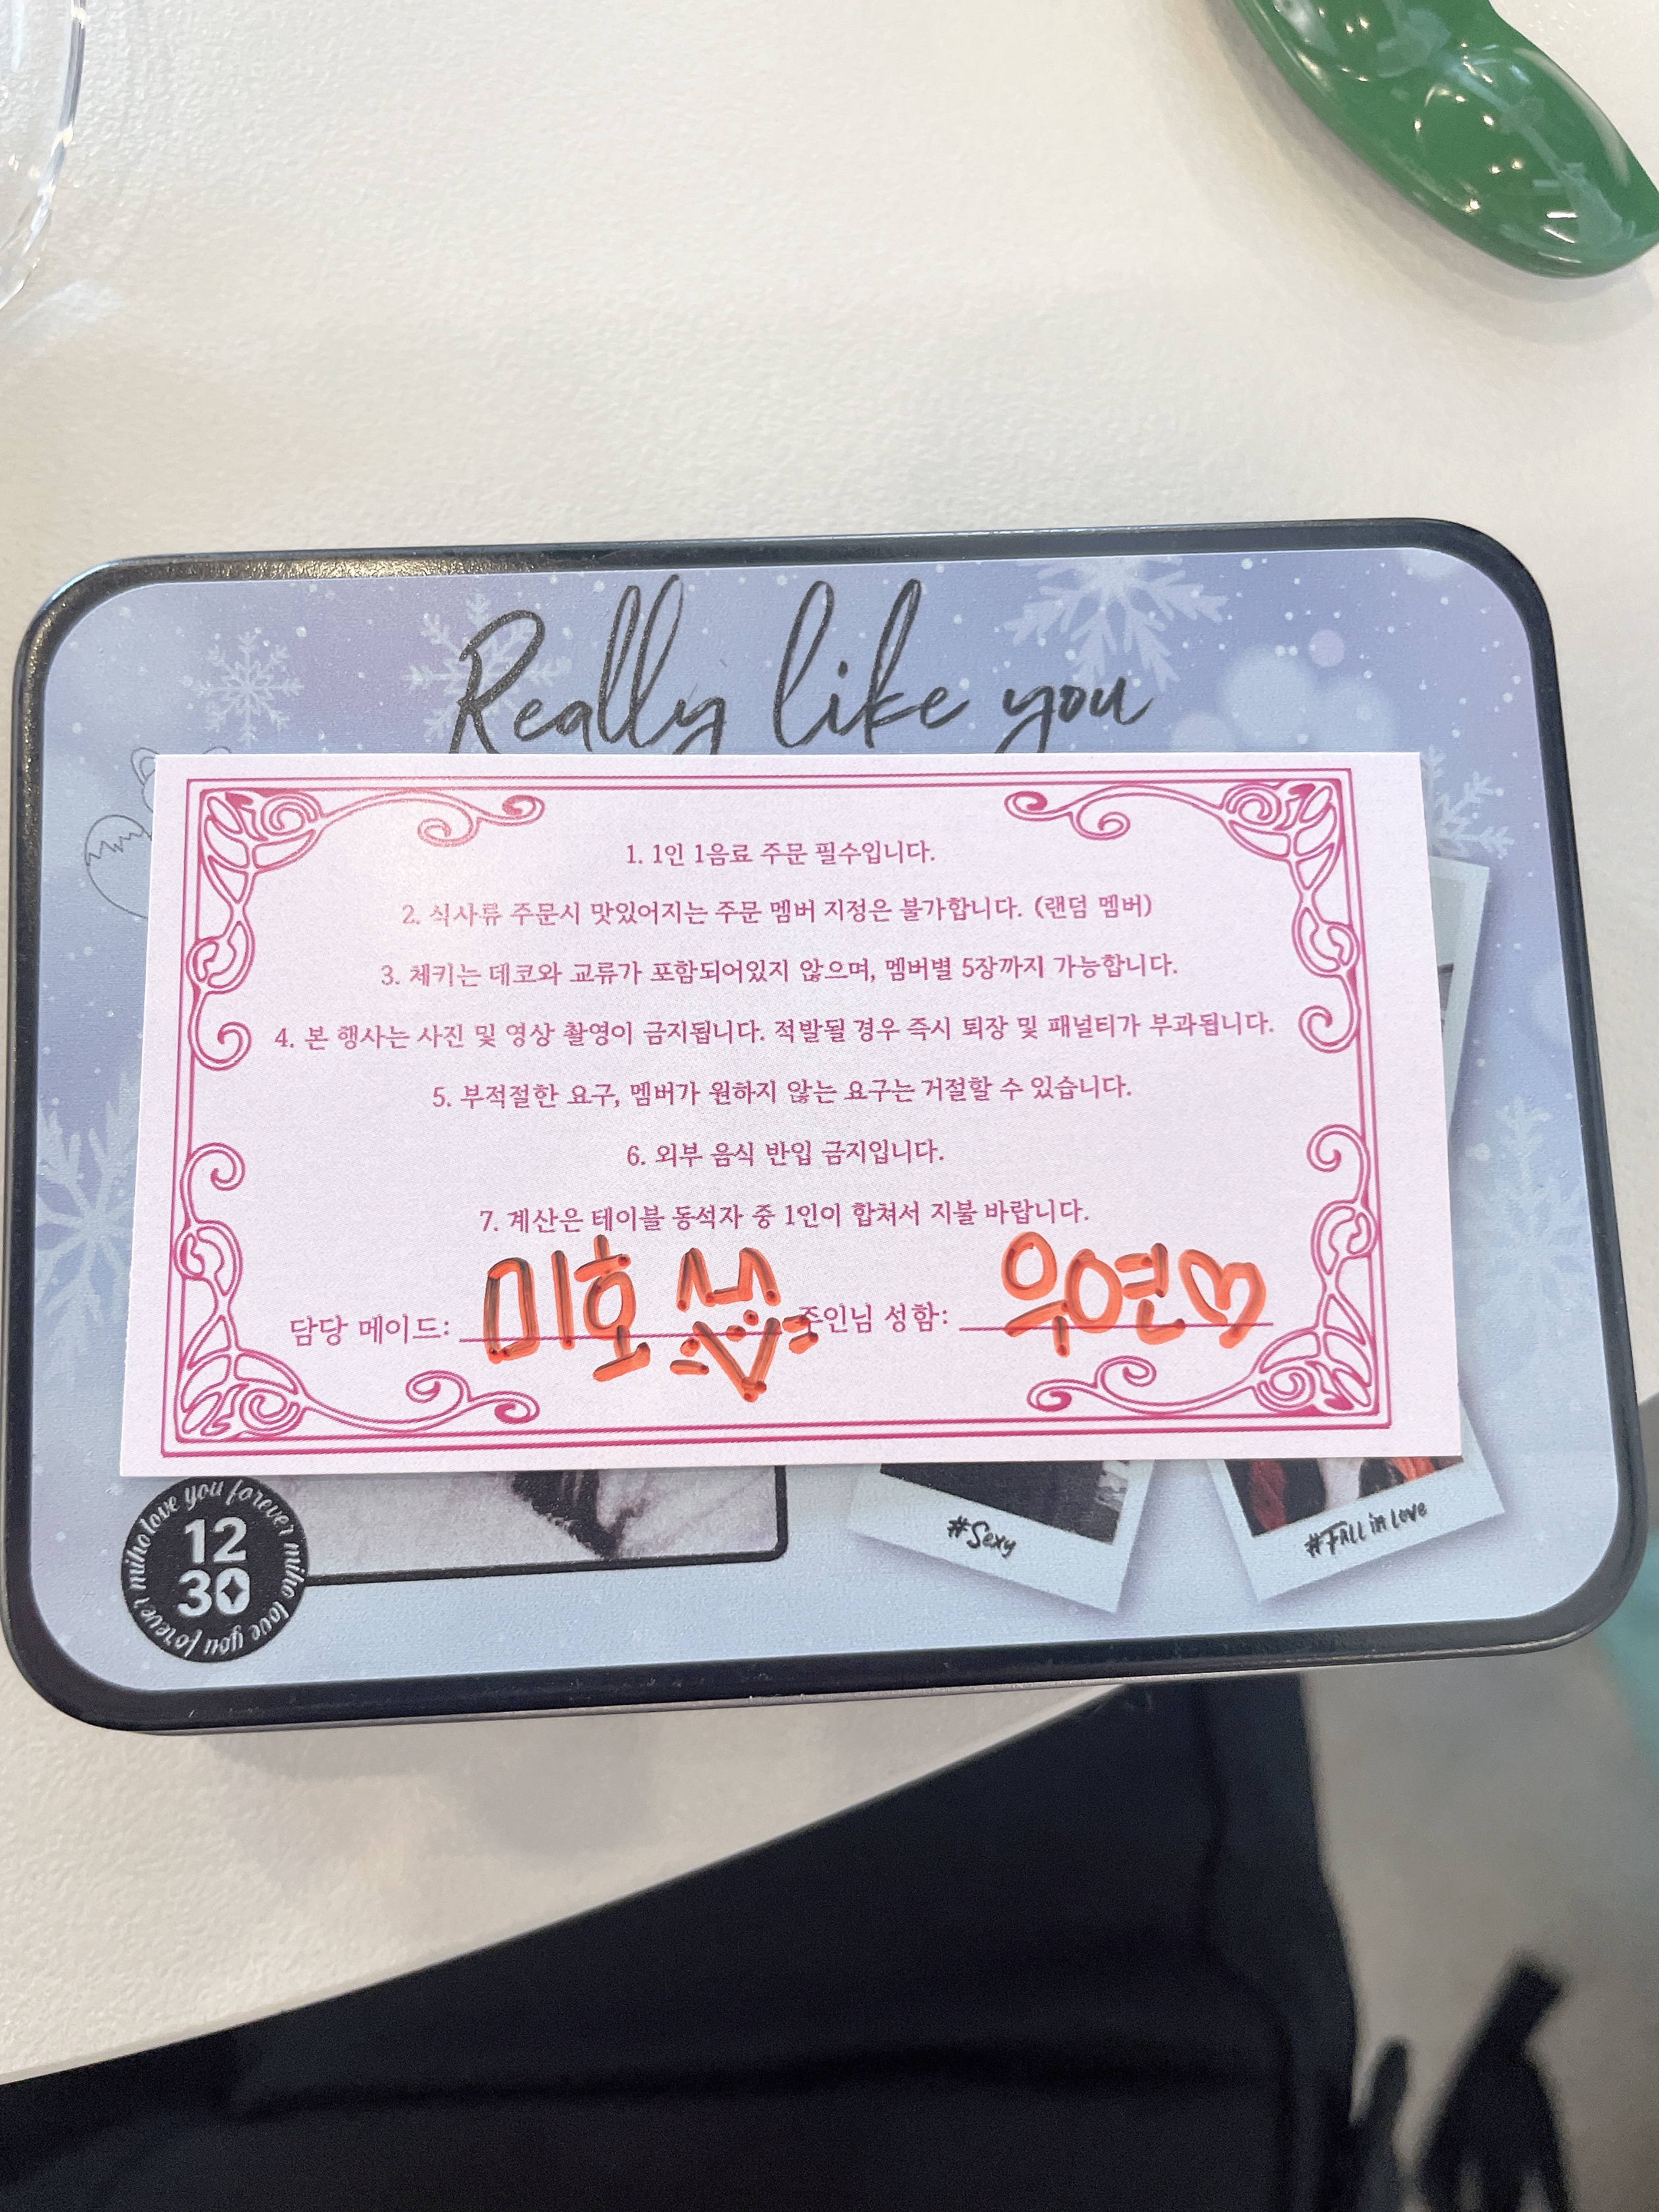 Really like you
1. 1인 1음료 주문 필수입니다.
2. 식사류 주문시 맛있어지는 주문 멤버 지정은 불가합니다. (랜덤 멤버)
3. 체키는 데코와 교류가 포함되어있지 않으며, 멤버별 5장까지 가능합니다.
4. 본 행사는 사진 및 영상 촬영이 금지됩니다. 적발될 경우 즉시 퇴장 및 패널티가 부과됩니다.
5. 부적절한 요구, 멤버가 원하지 않는 요구는 거절할 수 있습니다.
6. 외부 음식 반입 금지입니다.
7. 계산은 테이블 동석자 중 1인이 합쳐서 지불 바랍니다.
담당 메이드: 미호 주인님 성함: 우연
miho love you forever miho love you forever
12
30
#Sexy
#Fall in Love